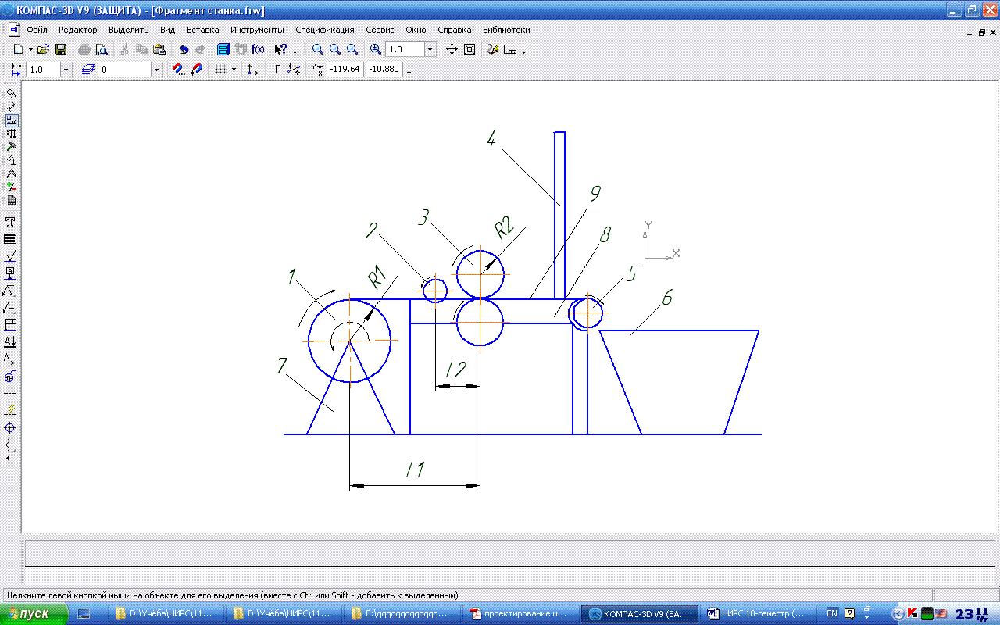 КОМПАС-3D V9 (ЗАЩИТА) - [Фрагмент станка.frw]
Файл Редактор Выделить Вид Вставка Инструменты Спецификация Сервис Окно Справка Библиотеки
f(x) 1.0
1.0 0 -119.64 -10.880
4
9
3
R2
Y
2
8
X
1
R1
5
6
7
L2
L1
Щелкните левой кнопкой мыши на объекте для его выделения (вместе с Ctrl или Shift - добавить к выделенным)
пуск D:\Учёба\НИРС\11... D:\Учёба\НИРС\11... E:\qqqqqqqqqqqqq... проектирование м... КОМПАС-3D V9 (ЗА... НИРС 10-семестр (... EN 23 11 Чт